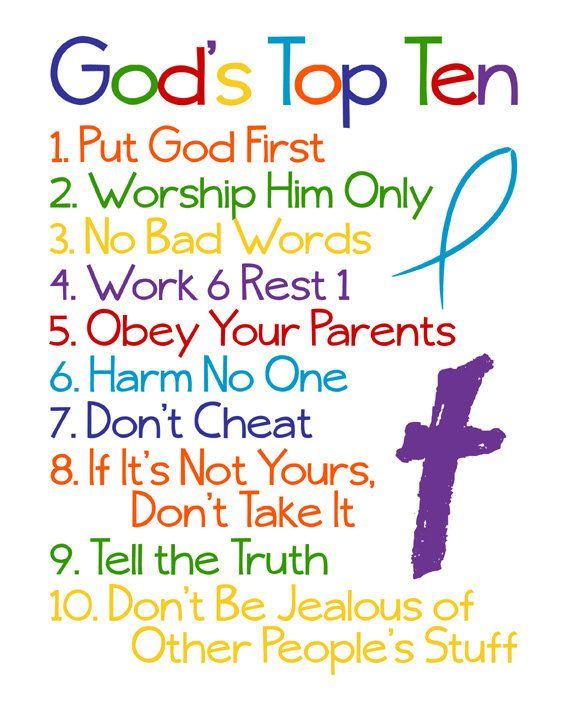 God's Top Ten
1. Put God First
2. Worship Him Only
3. No Bad Words
4. Work 6 Rest 1
5. Obey Your Parents
6. Harm No One
7. Don't Cheat
8. If It's Not Yours,
Don't Take It
9. Tell the Truth
10. Don't Be Jealous of
Other People's Stuff